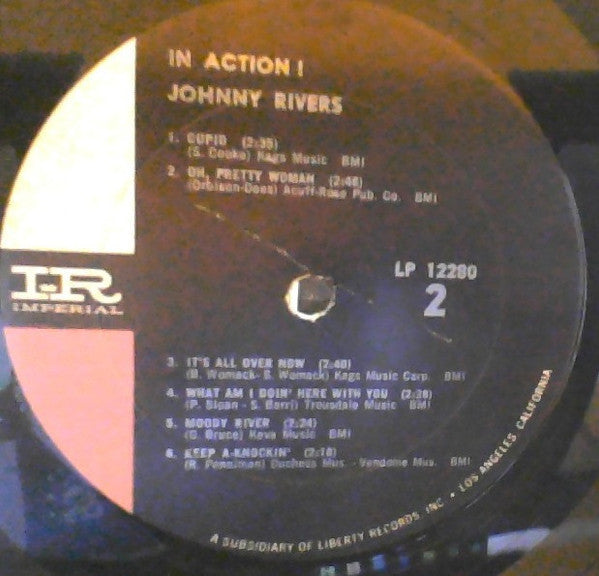 IN ACTION!
JOHNNY RIVERS
1. CUPID (2:35)
(S. Cooke) Kags Music BMI
2. OH, PRETTY WOMAN (2:48)
(Orbison-Dees) Acuff-Rose Pub. Co. BMI
LP 12280
2
I-R
IMPERIAL
3. IT'S ALL OVER NOW (2:40)
(B. Womack- S. Womack) Kags Music Corp. BMI
4. WHAT AM I DOIN' HERE WITH YOU (2:38)
(P. Sloan - S. Barri) Trousdale Music BMI
5. MOODY RIVER (2:24)
(G. Bruce) Keva Music BMI
6. KEEP A-KNOCKIN' (2:18)
(R. Penniman) Duchess Mus. - Vendome Mus. BMI
A SUBSIDIARY OF LIBERTY RECORDS, INC. • LOS ANGELES, CALIFORNIA